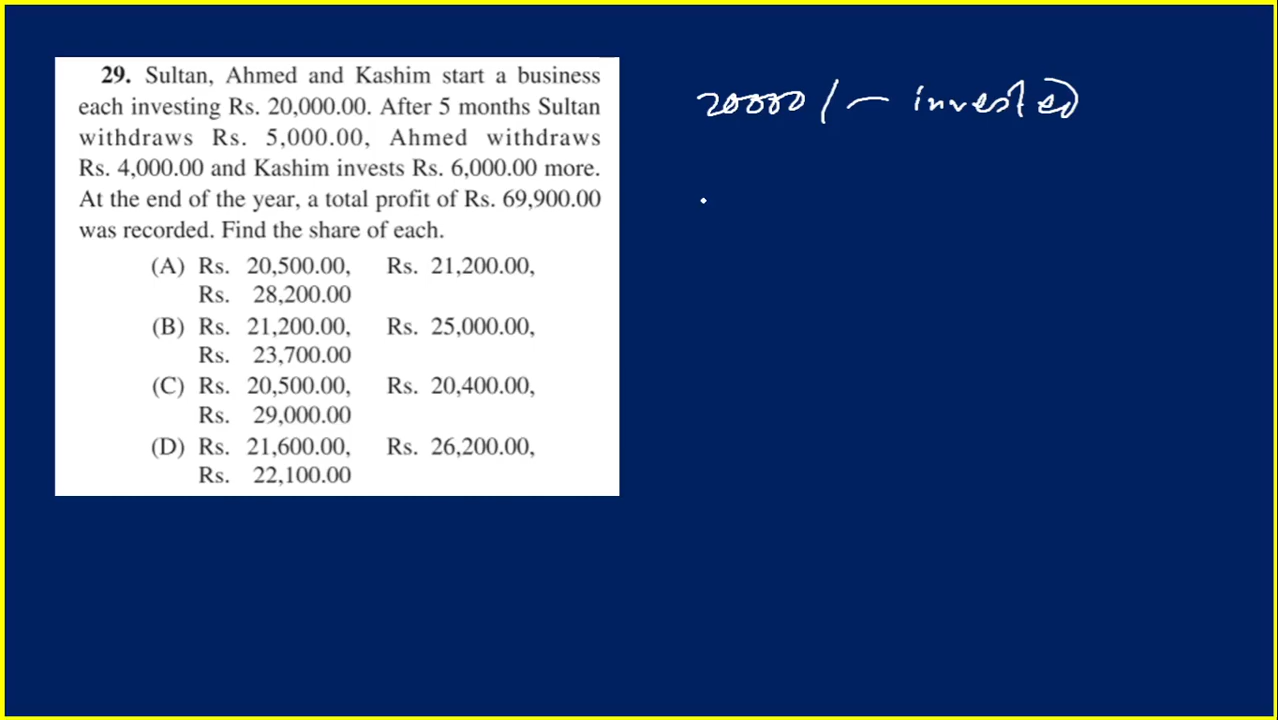 29. Sultan, Ahmed and Kashim start a business
each investing Rs. 20,000.00. After 5 months Sultan
withdraws Rs. 5,000.00, Ahmed withdraws
Rs. 4,000.00 and Kashim invests Rs. 6,000.00 more.
At the end of the year, a total profit of Rs. 69,900.00
was recorded. Find the share of each.
(A) Rs. 20,500.00, Rs. 21,200.00,
Rs. 28,200.00
(B) Rs. 21,200.00, Rs. 25,000.00,
Rs. 23,700.00
(C) Rs. 20,500.00, Rs. 20,400.00,
Rs. 29,000.00
(D) Rs. 21,600.00, Rs. 26,200.00,
Rs. 22,100.00
20000/- invested